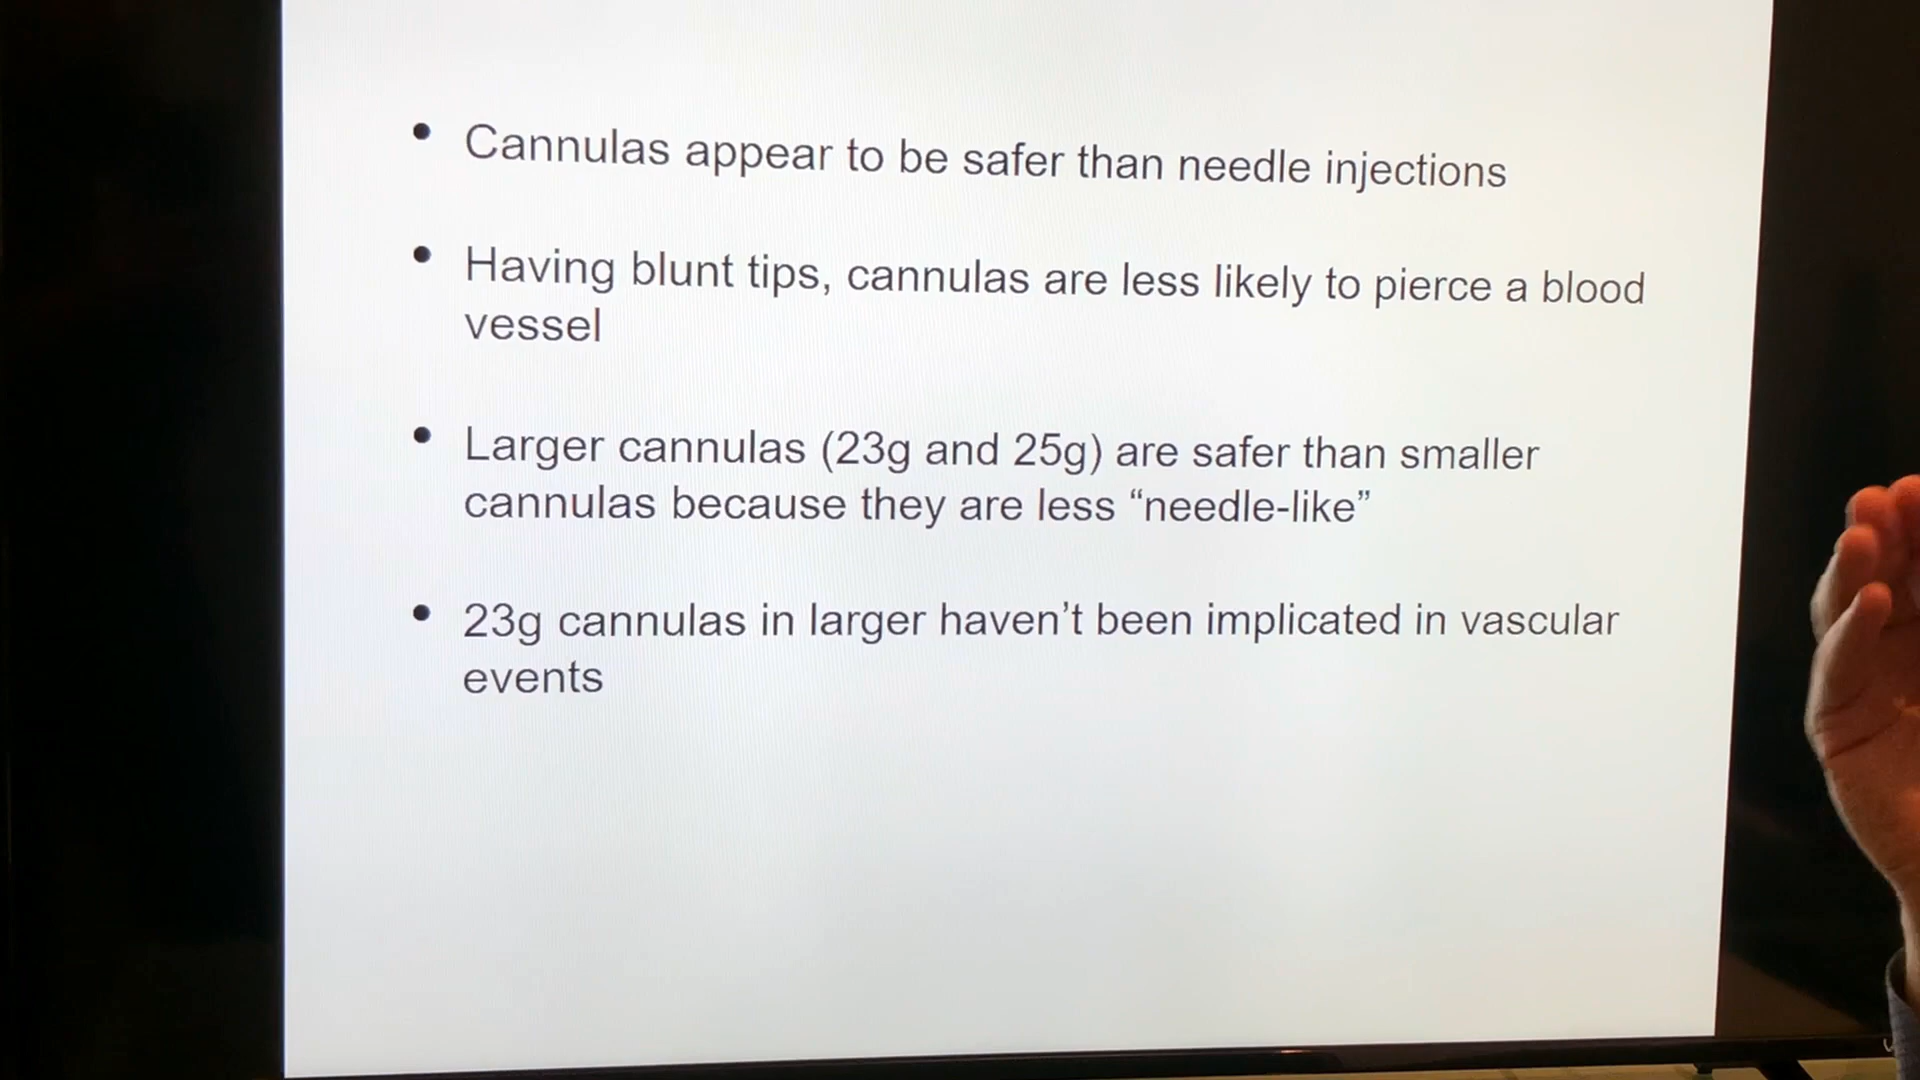 • Cannulas appear to be safer than needle injections
• Having blunt tips, cannulas are less likely to pierce a blood
vessel
• Larger cannulas (23g and 25g) are safer than smaller
cannulas because they are less “needle-like”
• 23g cannulas in larger haven’t been implicated in vascular
events